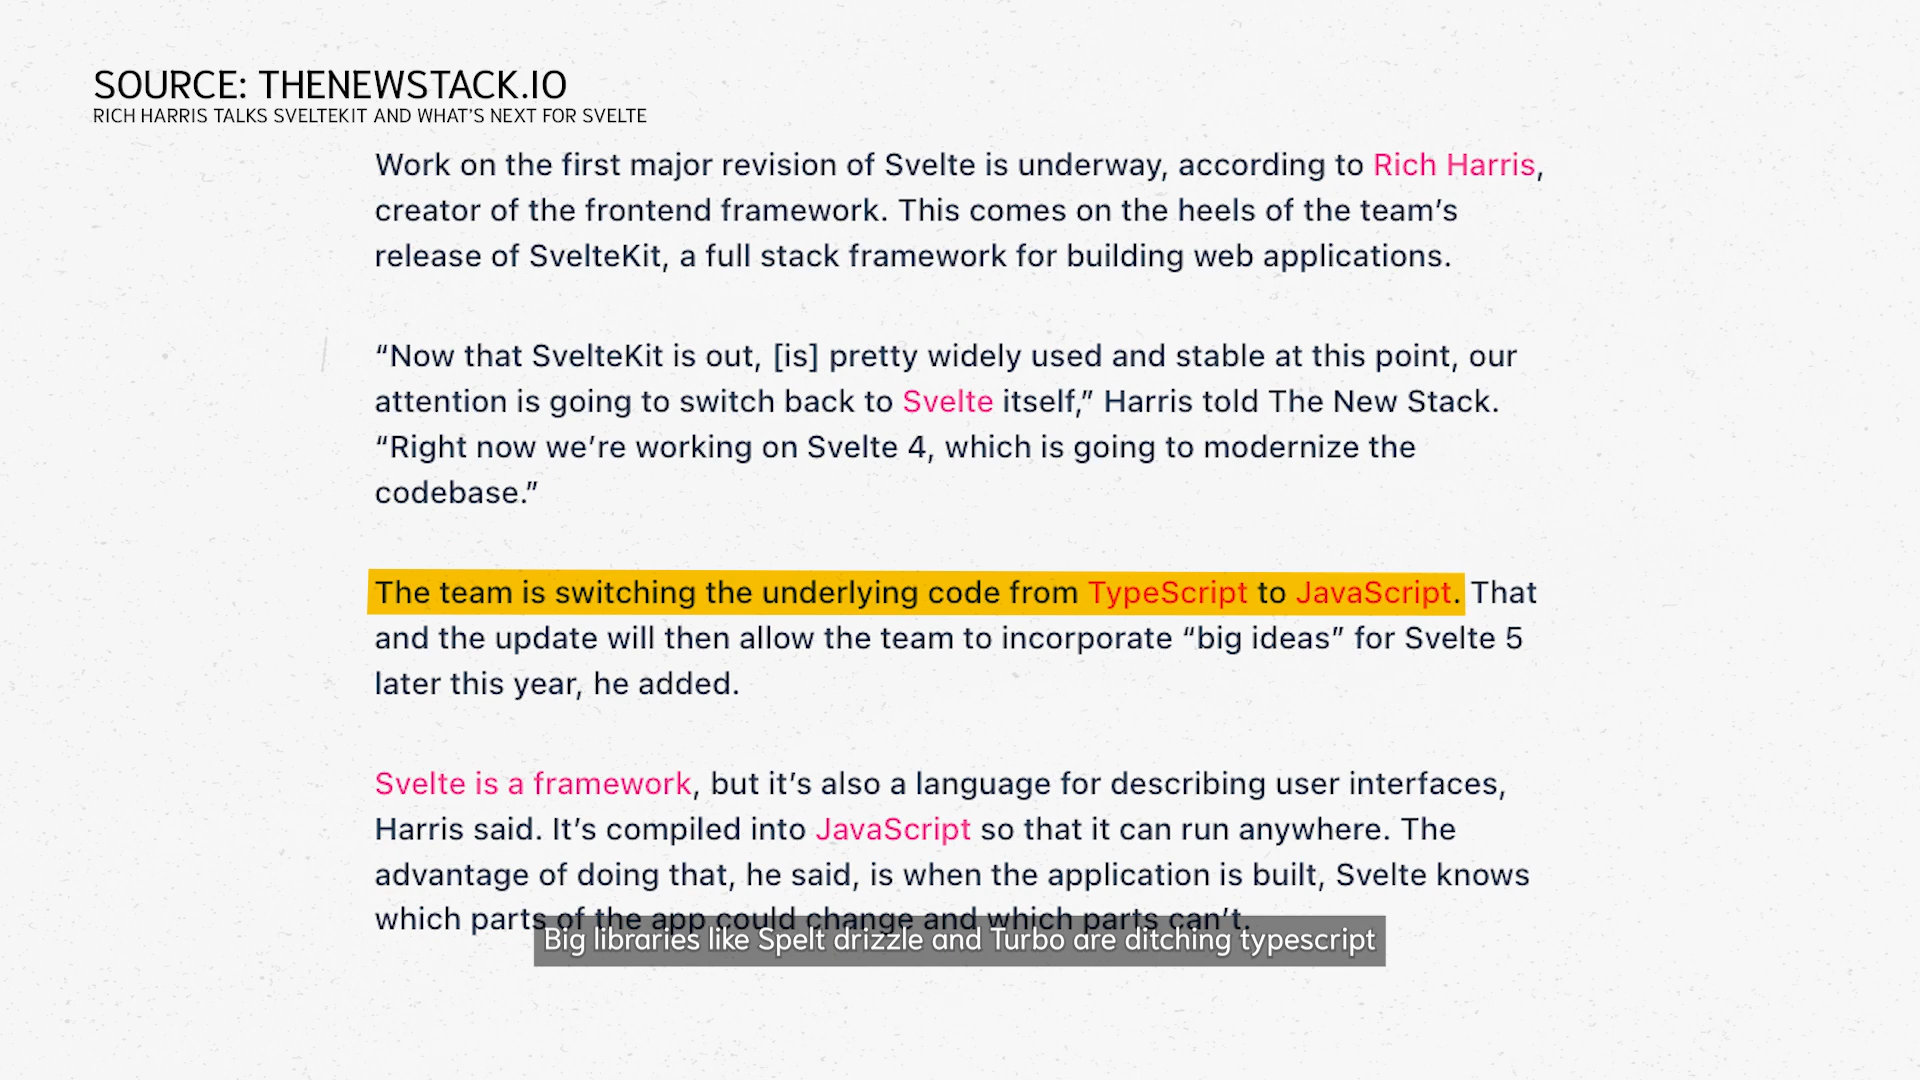 SOURCE: THENEWSTACK.IO
RICH HARRIS TALKS SVELTEKIT AND WHAT'S NEXT FOR SVELTE
Work on the first major revision of Svelte is underway, according to Rich Harris,
creator of the frontend framework. This comes on the heels of the team’s
release of SvelteKit, a full stack framework for building web applications.
“Now that SvelteKit is out, [is] pretty widely used and stable at this point, our
attention is going to switch back to Svelte itself,” Harris told The New Stack.
“Right now we’re working on Svelte 4, which is going to modernize the
codebase.”
The team is switching the underlying code from TypeScript to JavaScript. That
and the update will then allow the team to incorporate “big ideas” for Svelte 5
later this year, he added.
Svelte is a framework, but it’s also a language for describing user interfaces,
Harris said. It’s compiled into JavaScript so that it can run anywhere. The
advantage of doing that, he said, is when the application is built, Svelte knows
which parts of the app could change and which parts can’t.
Big libraries like Spelt drizzle and Turbo are ditching typescript